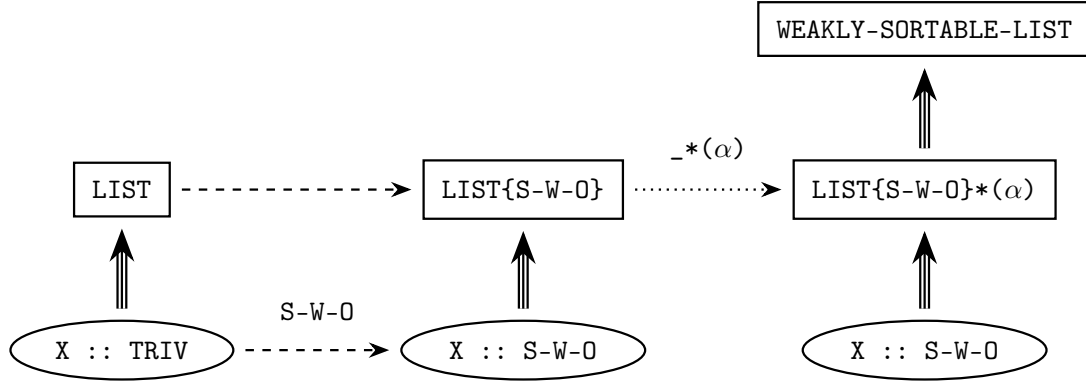 WEAKLY-SORTABLE-LIST
_*(α)
LIST
LIST{S-W-O}
LIST{S-W-O}*(α)
S-W-O
X :: TRIV
X :: S-W-O
X :: S-W-O